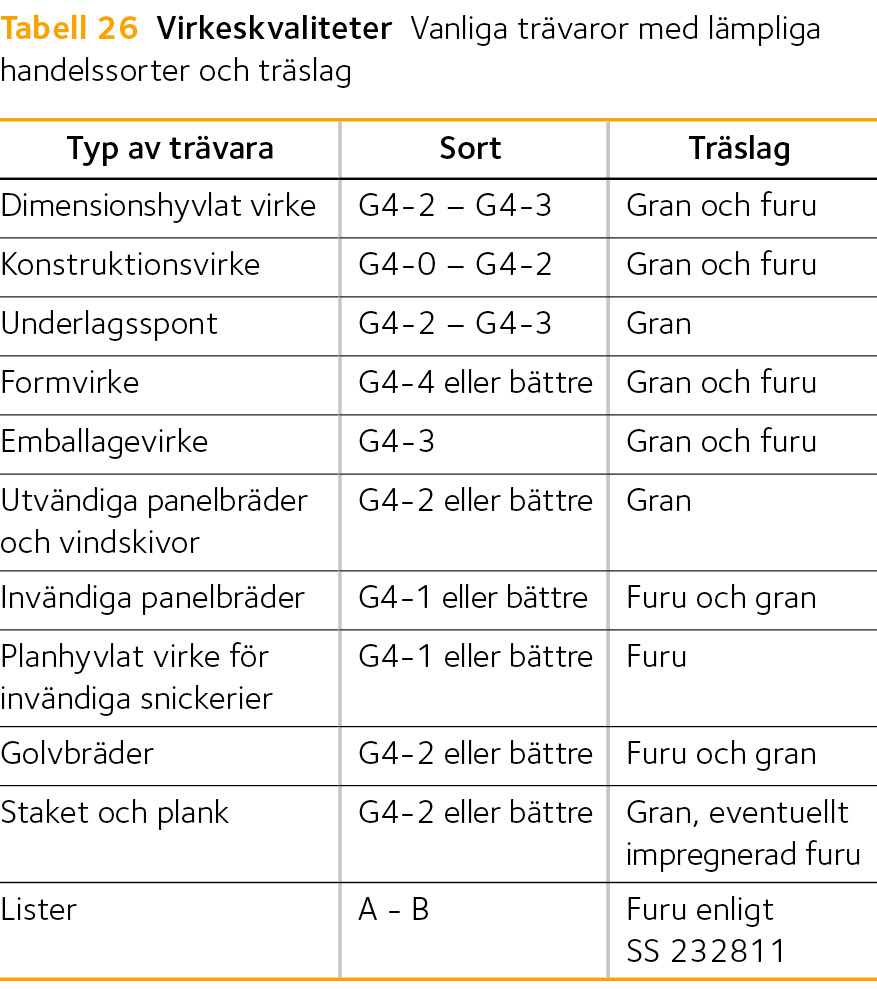 Tabell 26 Virkeskvaliteter Vanliga trävaror med lämpliga
handelssorter och träslag
Typ av trävara Sort Träslag
Dimensionshyvlat virke G4-2 – G4-3 Gran och furu
Konstruktionsvirke G4-0 – G4-2 Gran och furu
Underlagsspont G4-2 – G4-3 Gran
Formvirke G4-4 eller bättre Gran och furu
Emballagevirke G4-3 Gran och furu
Utvändiga panelbräder G4-2 eller bättre Gran
och vindskivor
Invändiga panelbräder G4-1 eller bättre Furu och gran
Planhyvlat virke för G4-1 eller bättre Furu
invändiga snickerier
Golvbräder G4-2 eller bättre Furu och gran
Staket och plank G4-2 eller bättre Gran, eventuellt
impregnerad furu
Lister A - B Furu enligt
SS 232811